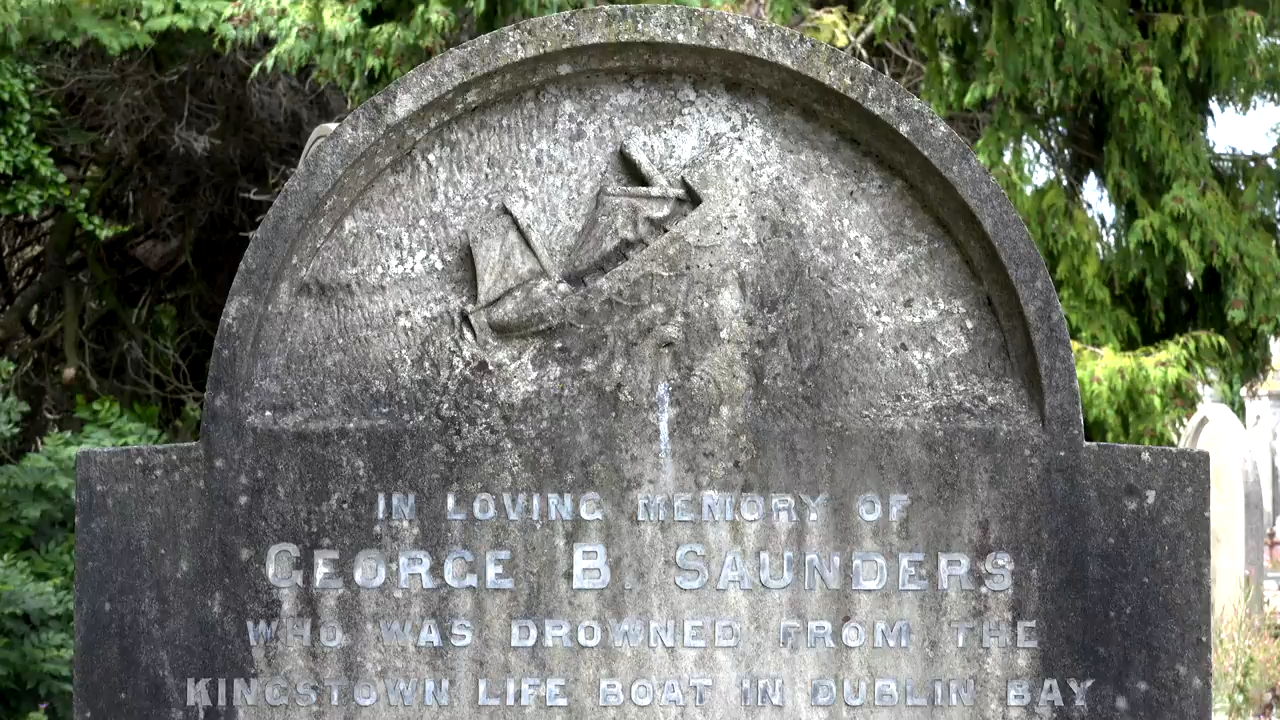 IN LOVING MEMORY OF
GEORGE B. SAUNDERS
WHO WAS DROWNED FROM THE
KINGSTOWN LIFE BOAT IN DUBLIN BAY